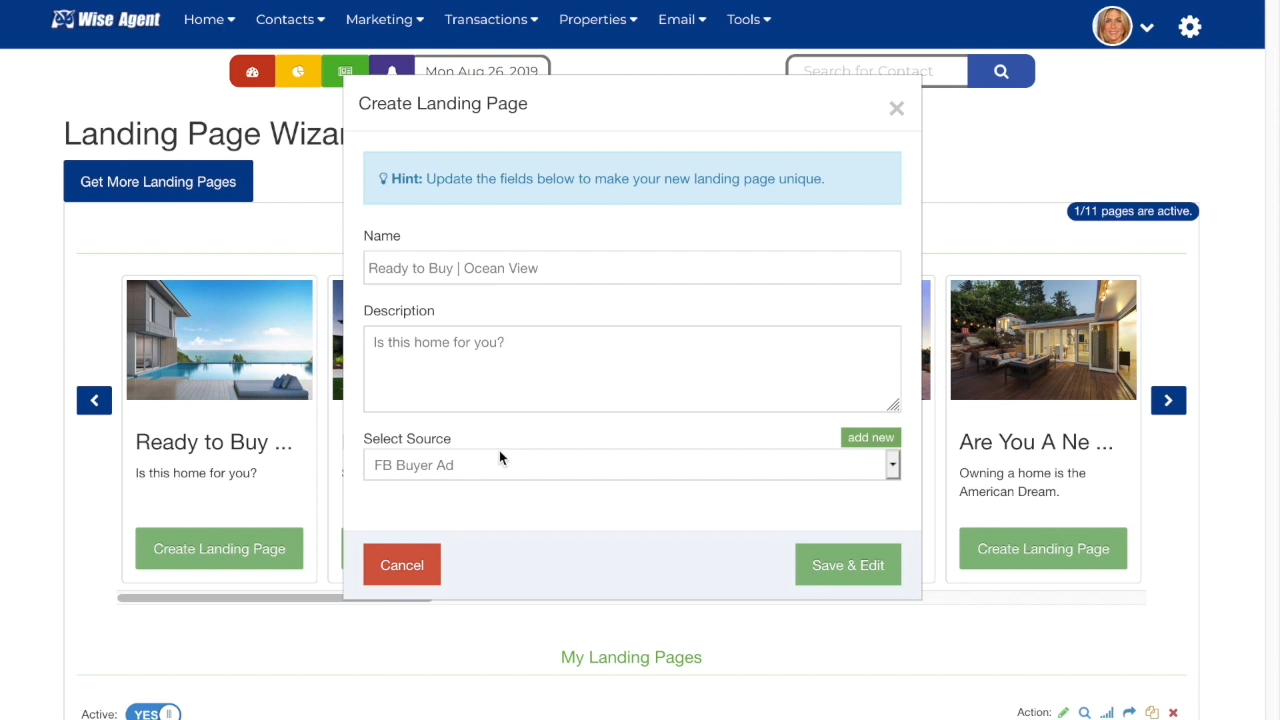 Wise Agent
Home
Contacts
Marketing
Transactions
Properties
Email
Tools
Mon Aug 26, 2019
Search for Contact
Create Landing Page
×
Landing Page Wizar
Get More Landing Pages
Hint: Update the fields below to make your new landing page unique.
1/11 pages are active.
Name
Ready to Buy | Ocean View
Description
Is this home for you?
Select Source
add new
FB Buyer Ad
Cancel
Save & Edit
Ready to Buy ...
Is this home for you?
Create Landing Page
Are You A Ne ...
Owning a home is the
American Dream.
Create Landing Page
My Landing Pages
Active:
YES
Action: